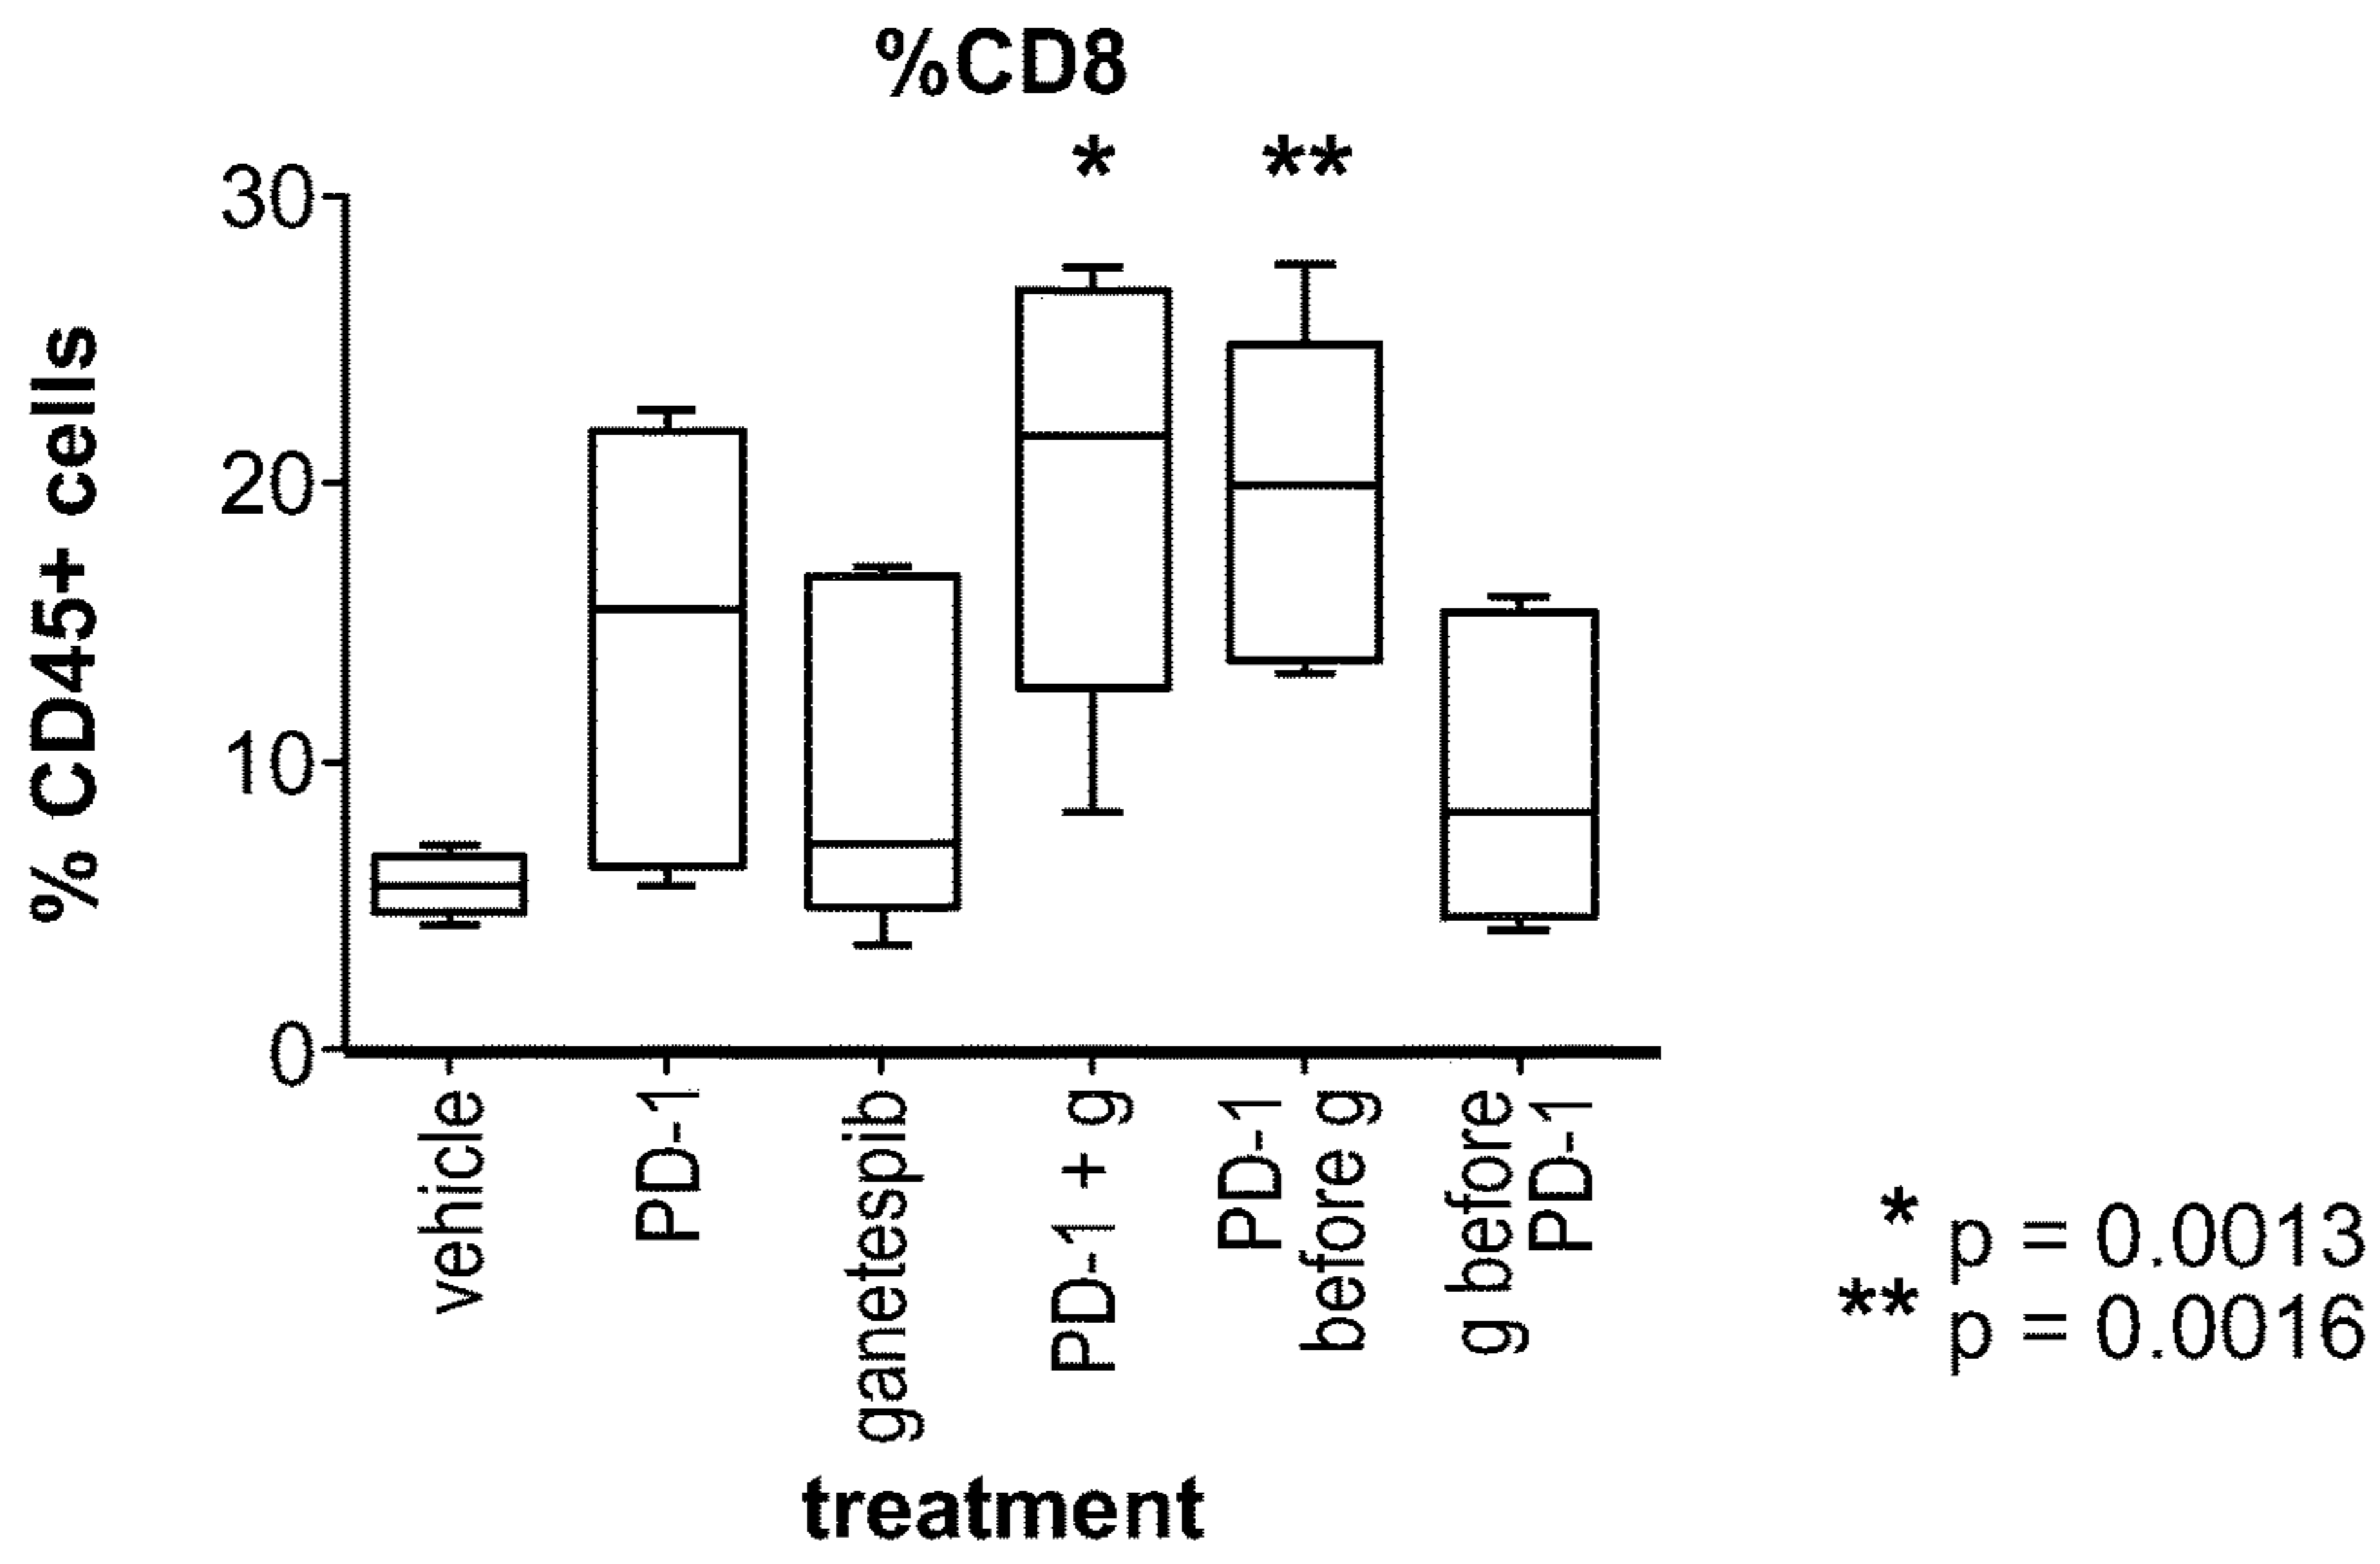 %CD8
* **
30
20
10
0
% CD45+ cells
vehicle
PD-1
ganetespib
PD-1 + g
PD-1
before g
g before
PD-1
treatment
* p = 0.0013
** p = 0.0016